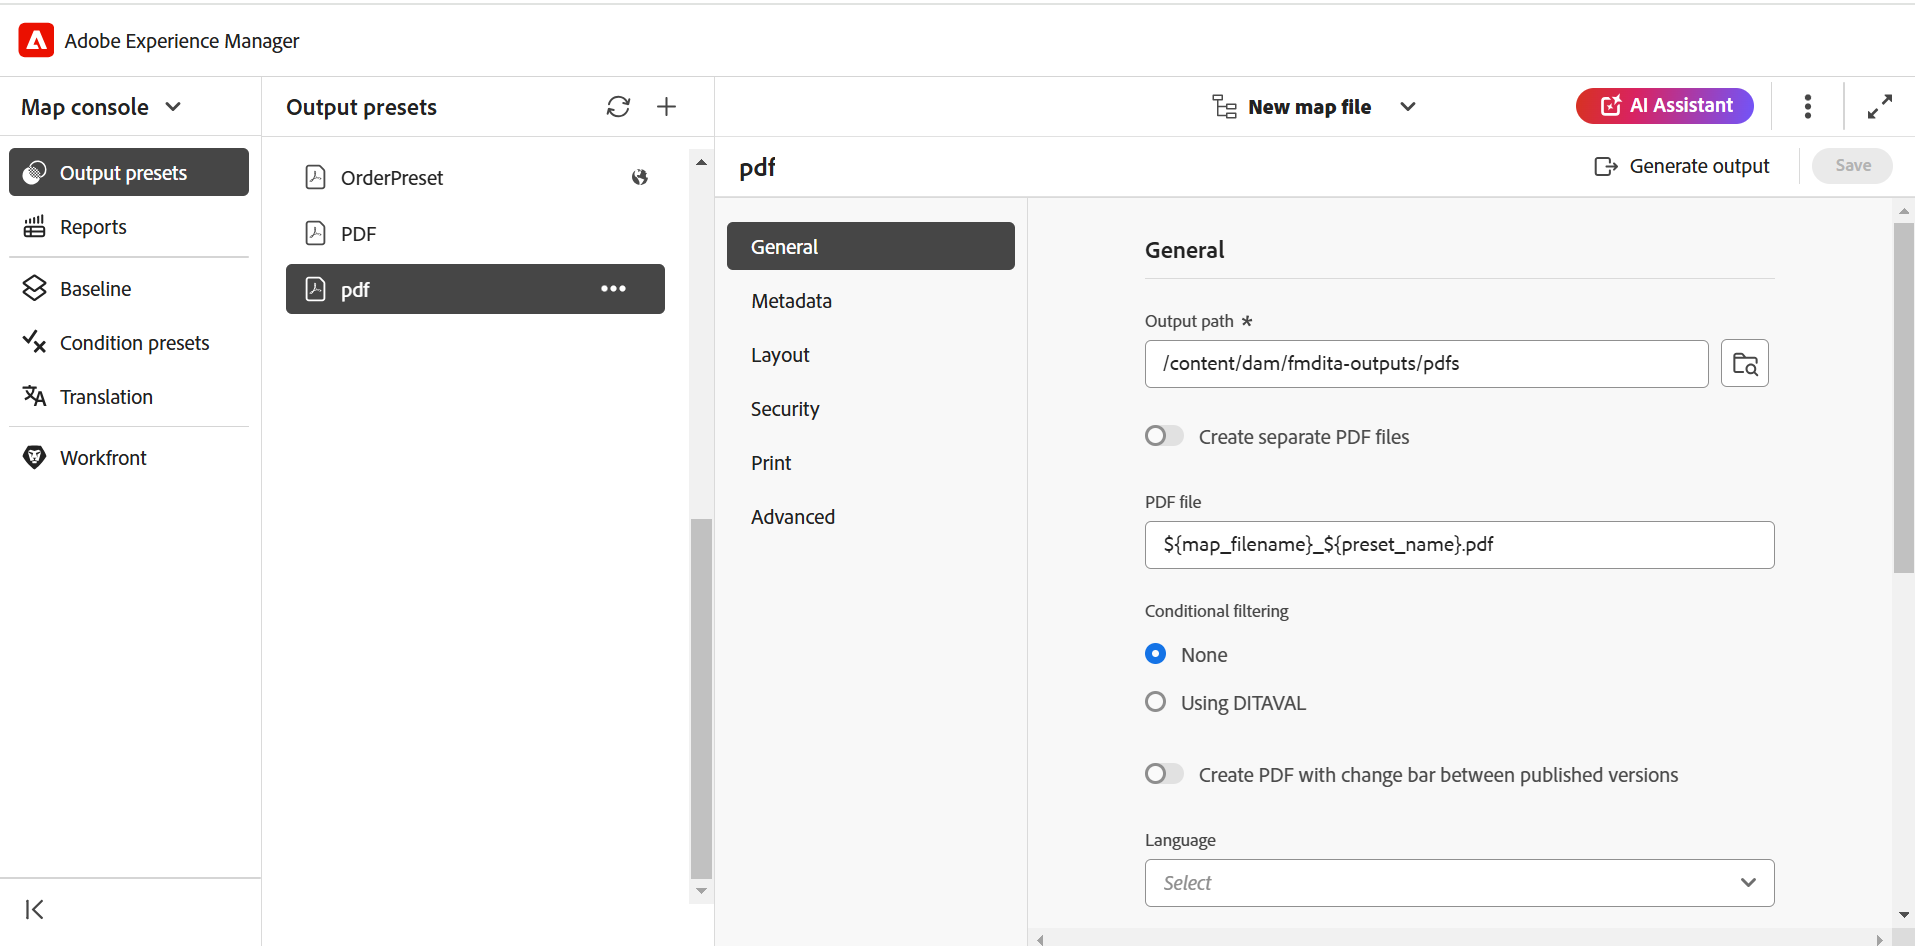 Adobe Experience Manager
Map console
Output presets
Reports
Baseline
Condition presets
Translation
Workfront
Output presets
OrderPreset
PDF
pdf
New map file
AI Assistant
pdf
Generate output
Save
General
Metadata
Layout
Security
Print
Advanced
General
Output path *
/content/dam/fmdita-outputs/pdfs
Create separate PDF files
PDF file
${map_filename}_${preset_name}.pdf
Conditional filtering
None
Using DITAVAL
Create PDF with change bar between published versions
Language
Select